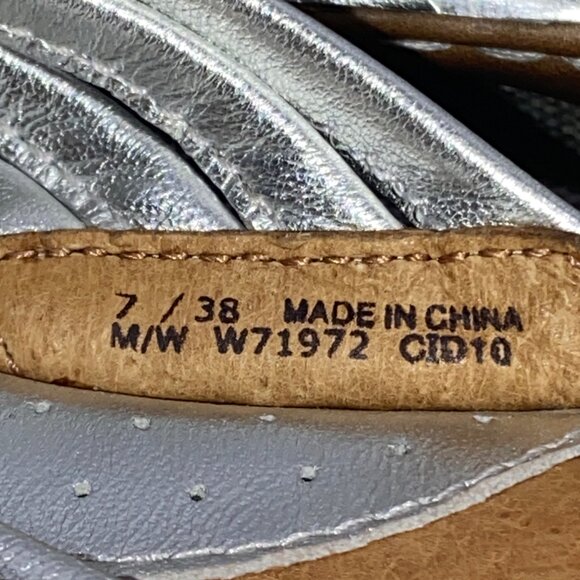 7 / 38 MADE IN CHINA
M/W W71972 CID10